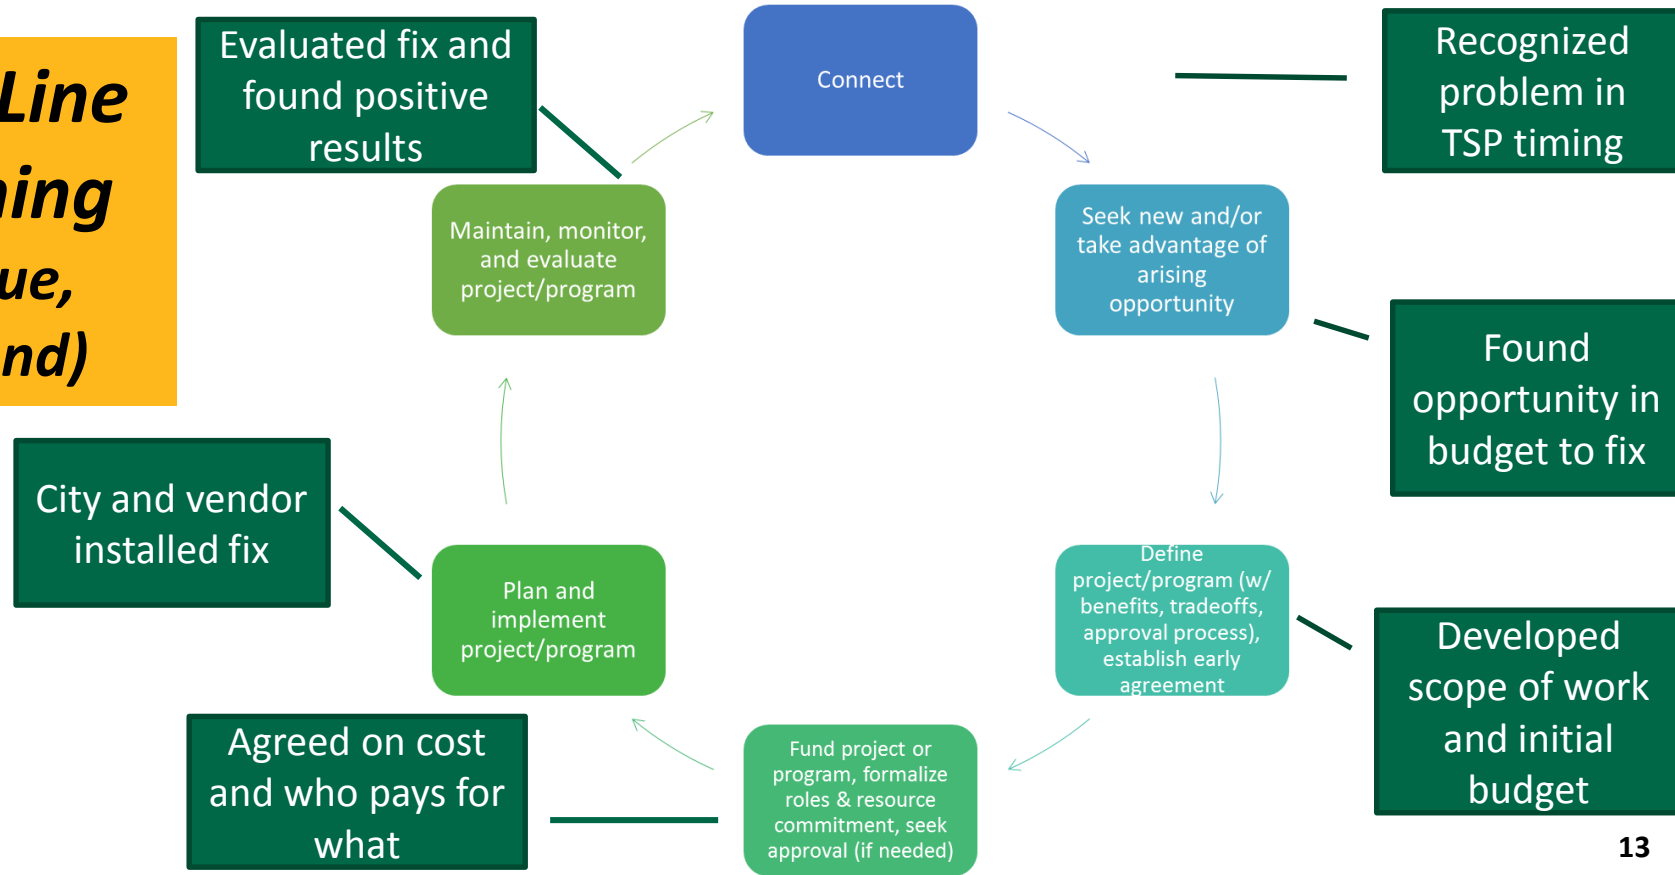 Line
ning
ue,
nd)
Evaluated fix and
found positive
results
Connect
Recognized
problem in
TSP timing
Maintain, monitor,
and evaluate
project/program
Seek new and/or
take advantage of
arising
opportunity
Found
opportunity in
budget to fix
City and vendor
installed fix
Plan and
implement
project/program
Define
project/program (w/
benefits, tradeoffs,
approval process),
establish early
agreement
Developed
scope of work
and initial
budget
Agreed on cost
and who pays for
what
Fund project or
program, formalize
roles & resource
commitment, seek
approval (if needed)
13